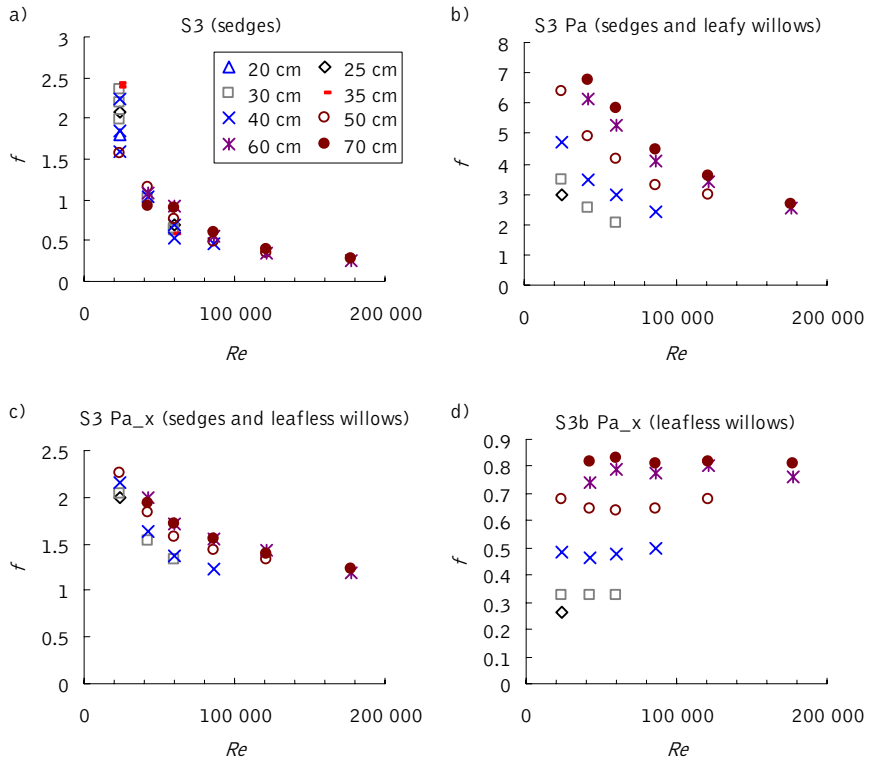 a)
S3 (sedges)
3
2.5
2
1.5
1
0.5
0
f
20 cm
25 cm
30 cm
35 cm
40 cm
50 cm
60 cm
70 cm
0
100 000
200 000
Re
b)
S3 Pa (sedges and leafy willows)
8
7
6
5
4
3
2
1
0
f
0
100 000
200 000
Re
c)
S3 Pa_x (sedges and leafless willows)
2.5
2
1.5
1
0.5
0
f
0
100 000
200 000
Re
d)
S3b Pa_x (leafless willows)
0.9
0.8
0.7
0.6
0.5
0.4
0.3
0.2
0.1
0
f
0
100 000
200 000
Re